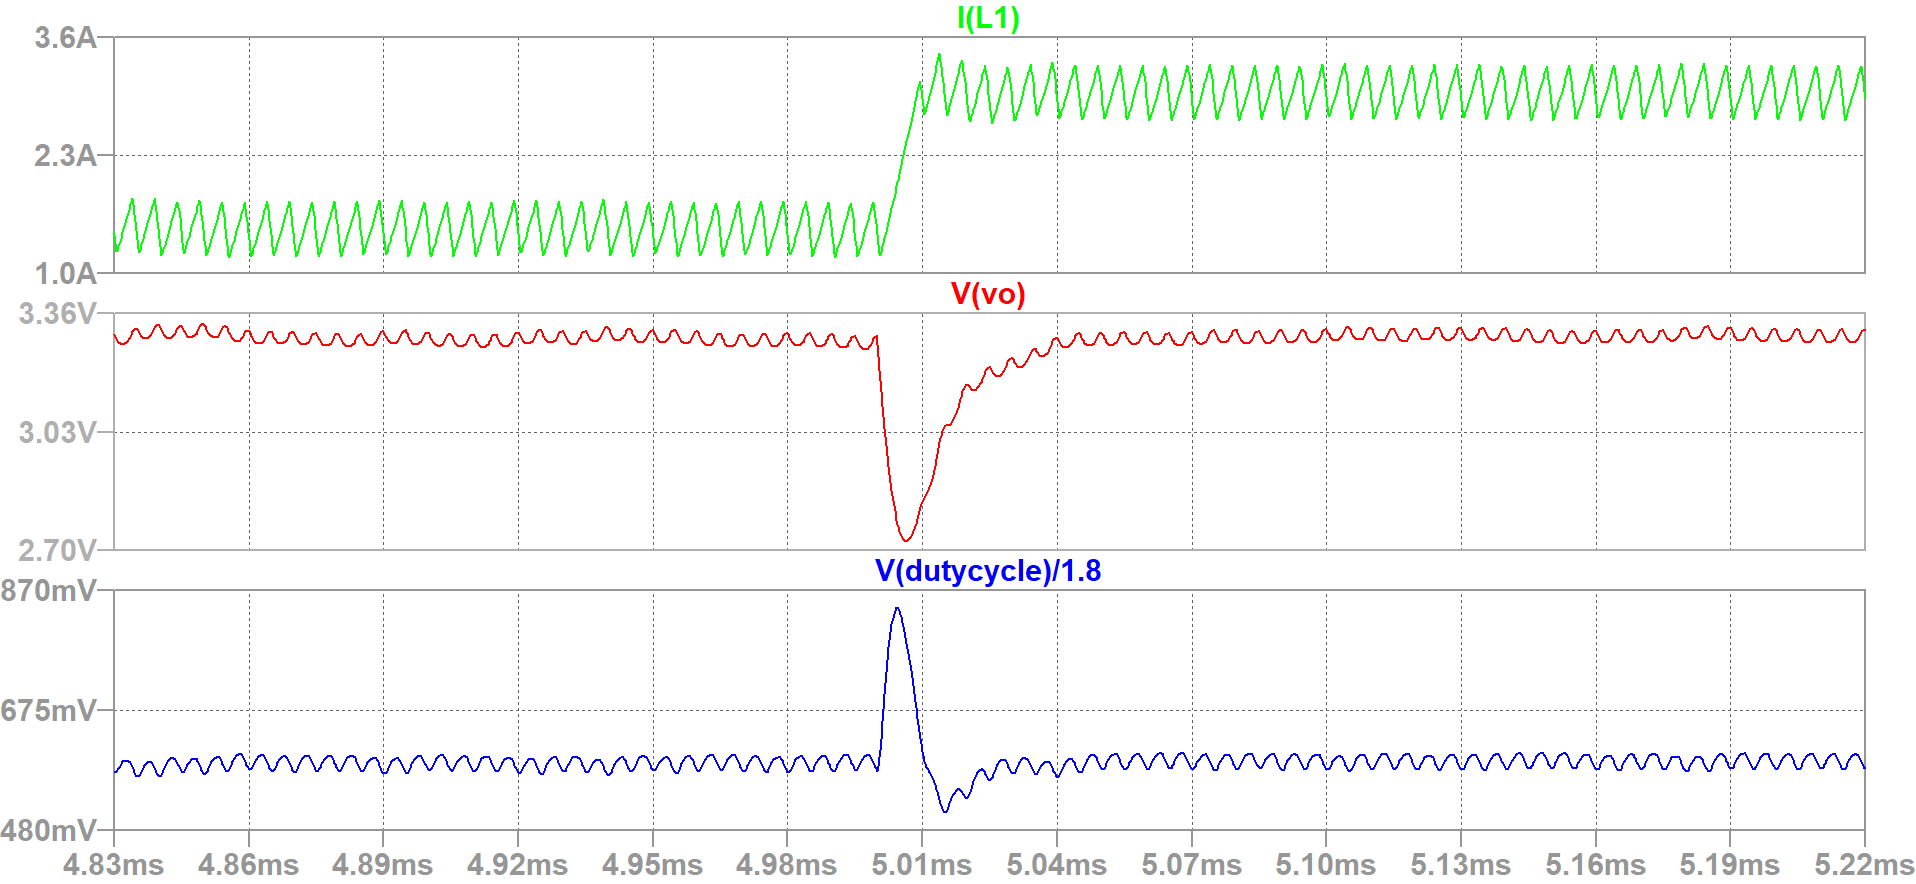 I(L1)
3.6A
2.3A
1.0A
V(vo)
3.36V
3.03V
2.70V
V(dutycycle)/1.8
870mV
675mV
480mV
4.83ms 4.86ms 4.89ms 4.92ms 4.95ms 4.98ms 5.01ms 5.04ms 5.07ms 5.10ms 5.13ms 5.16ms 5.19ms 5.22ms